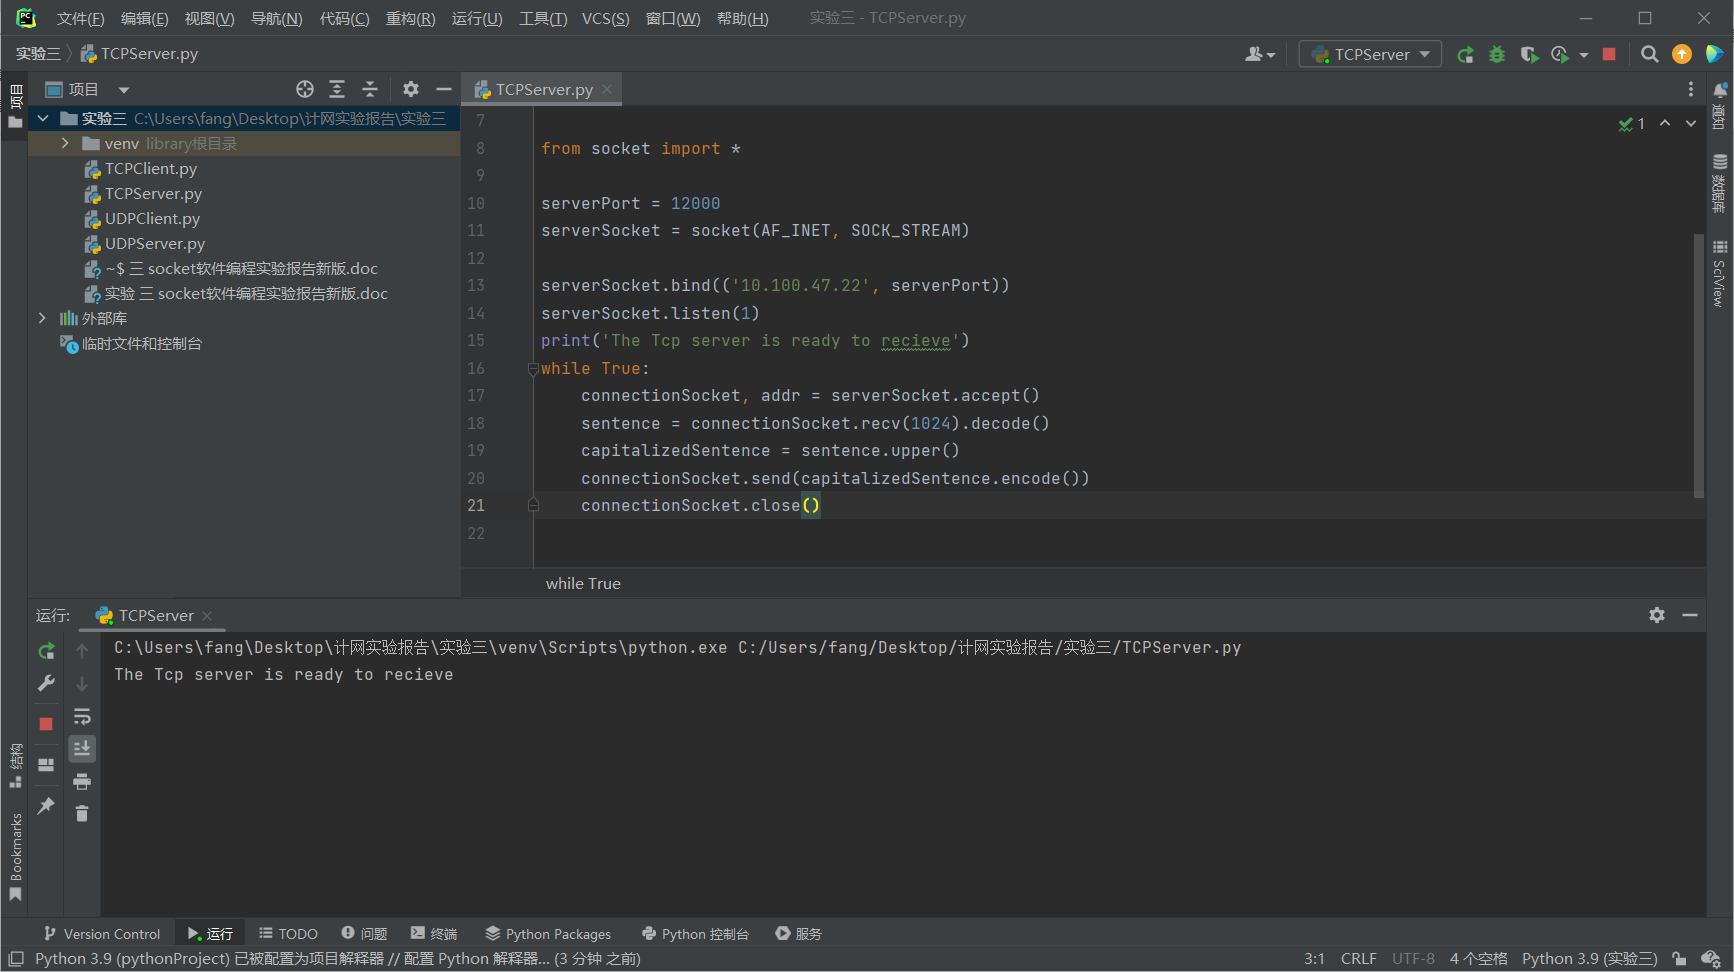 文件(F) 编辑(E) 视图(V) 导航(N) 代码(C) 重构(R) 运行(U) 工具(T) VCS(S) 窗口(W) 帮助(H) 实验三 - TCPServer.py
实验三 TCPServer.py
TCPServer
项目
项目
TCPServer.py
实验三 C:\Users\fang\Desktop\计网实验报告\实验三
venv library根目录
TCPClient.py
TCPServer.py
UDPClient.py
UDPServer.py
~$ 三 socket软件编程实验报告新版.doc
实验 三 socket软件编程实验报告新版.doc
外部库
临时文件和控制台
7
8 from socket import *
9
10 serverPort = 12000
11 serverSocket = socket(AF_INET, SOCK_STREAM)
12
13 serverSocket.bind(('10.100.47.22', serverPort))
14 serverSocket.listen(1)
15 print('The Tcp server is ready to recieve')
16 while True:
17     connectionSocket, addr = serverSocket.accept()
18     sentence = connectionSocket.recv(1024).decode()
19     capitalizedSentence = sentence.upper()
20     connectionSocket.send(capitalizedSentence.encode())
21     connectionSocket.close()
22
1
while True
通知
数据库
SciView
运行: TCPServer
C:\Users\fang\Desktop\计网实验报告\实验三\venv\Scripts\python.exe C:/Users/fang/Desktop/计网实验报告/实验三/TCPServer.py
The Tcp server is ready to recieve
结构
Bookmarks
Version Control 运行 TODO 问题 终端 Python Packages Python 控制台 服务
Python 3.9 (pythonProject) 已被配置为项目解释器 // 配置 Python 解释器... (3 分钟 之前) 3:1 CRLF UTF-8 4 个空格 Python 3.9 (实验三)